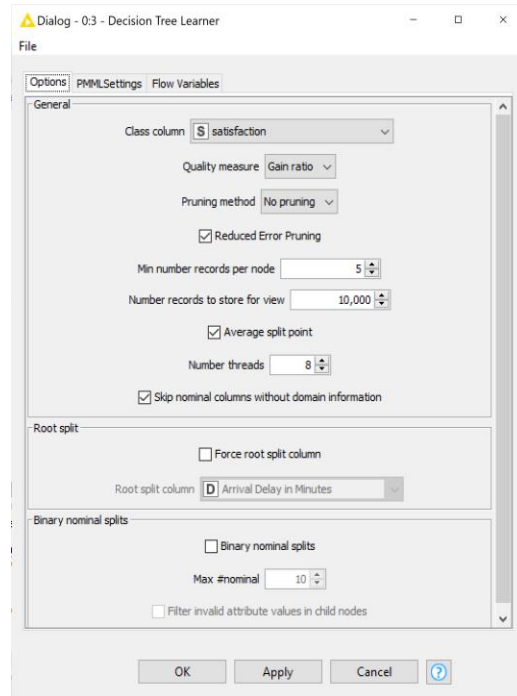 Dialog - 0:3 - Decision Tree Learner
File
Options PMMLSettings Flow Variables
General
Class column S satisfaction
Quality measure Gain ratio
Pruning method No pruning
Reduced Error Pruning
Min number records per node 5
Number records to store for view 10,000
Average split point
Number threads 8
Skip nominal columns without domain information
Root split
Force root split column
Root split column D Arrival Delay in Minutes
Binary nominal splits
Binary nominal splits
Max #nominal 10
Filter invalid attribute values in child nodes
OK Apply Cancel ?